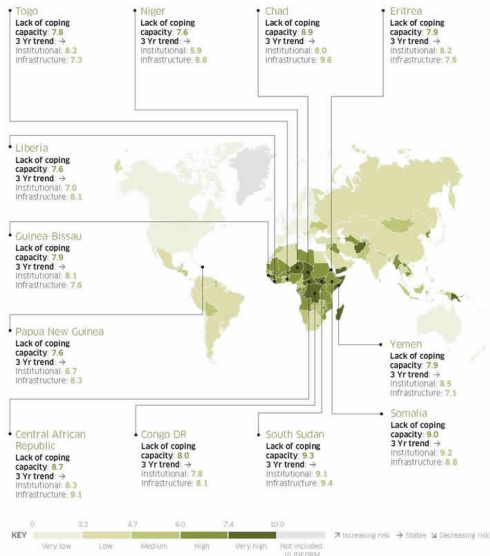 Togo
Lack of coping
capacity: 7.8
3 Yr trend: →
Institutional: 8.2
Infrastructure: 7.3
Niger
Lack of coping
capacity: 7.6
3 Yr trend: →
Institutional: 5.9
Infrastructure: 8.8
Chad
Lack of coping
capacity: 8.9
3 Yr trend: →
Institutional: 8.0
Infrastructure: 9.6
Eritrea
Lack of coping
capacity: 7.9
3 Yr trend: →
Institutional: 8.2
Infrastructure: 7.5
Liberia
Lack of coping
capacity: 7.6
3 Yr trend: →
Institutional: 7.0
Infrastructure: 8.1
Guinea-Bissau
Lack of coping
capacity: 7.9
3 Yr trend: →
Institutional: 8.1
Infrastructure: 7.6
Papua New Guinea
Lack of coping
capacity: 7.6
3 Yr trend: →
Institutional: 6.7
Infrastructure: 8.3
Yemen
Lack of coping
capacity: 7.9
3 Yr trend: →
Institutional: 8.5
Infrastructure: 7.1
Central African
Republic
Lack of coping
capacity: 8.7
3 Yr trend: →
Institutional: 8.3
Infrastructure: 9.1
Congo DR
Lack of coping
capacity: 8.0
3 Yr trend: →
Institutional: 7.8
Infrastructure: 8.1
South Sudan
Lack of coping
capacity: 9.3
3 Yr trend: →
Institutional: 9.1
Infrastructure: 9.4
Somalia
Lack of coping
capacity: 9.0
3 Yr trend: →
Institutional: 9.2
Infrastructure: 8.8
0 3.2 4.7 6.0 7.4 10.0
KEY
Very low Low Medium High Very high Not included
in INFORM
↗ Increasing risk → Stable ↘ Decreasing risk